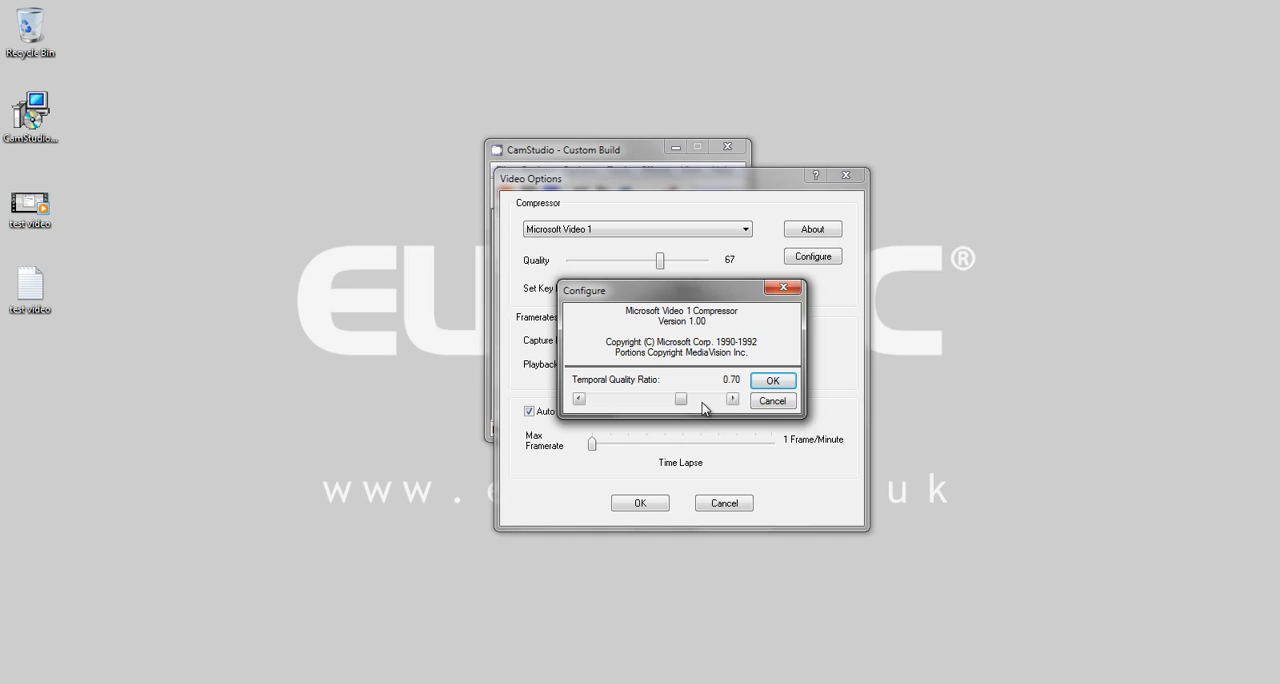 Recycle Bin
CamStudio...
test video
test video
CamStudio - Custom Build
Video Options
Compressor
Microsoft Video 1
About
Quality
67
Configure
Set Key
Configure
Microsoft Video 1 Compressor
Version 1.00
Copyright (C) Microsoft Corp. 1990-1992
Portions Copyright MediaVision Inc.
Temporal Quality Ratio:
0.70
OK
Cancel
Framerates
Capture
Playback
Auto
Max
Framerate
1 Frame/Minute
Time Lapse
OK
Cancel
EU C®
www. uk